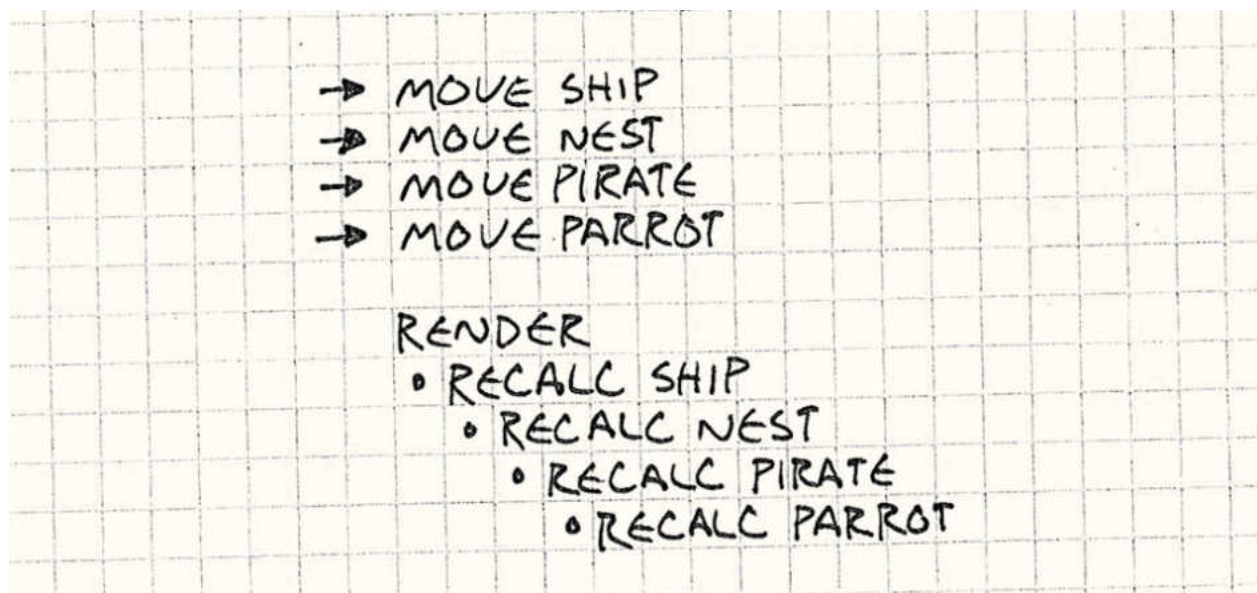 → MOVE SHIP
→ MOVE NEST
→ MOVE PIRATE
→ MOVE PARROT
RENDER
• RECALC SHIP
• RECALC NEST
• RECALC PIRATE
• RECALC PARROT